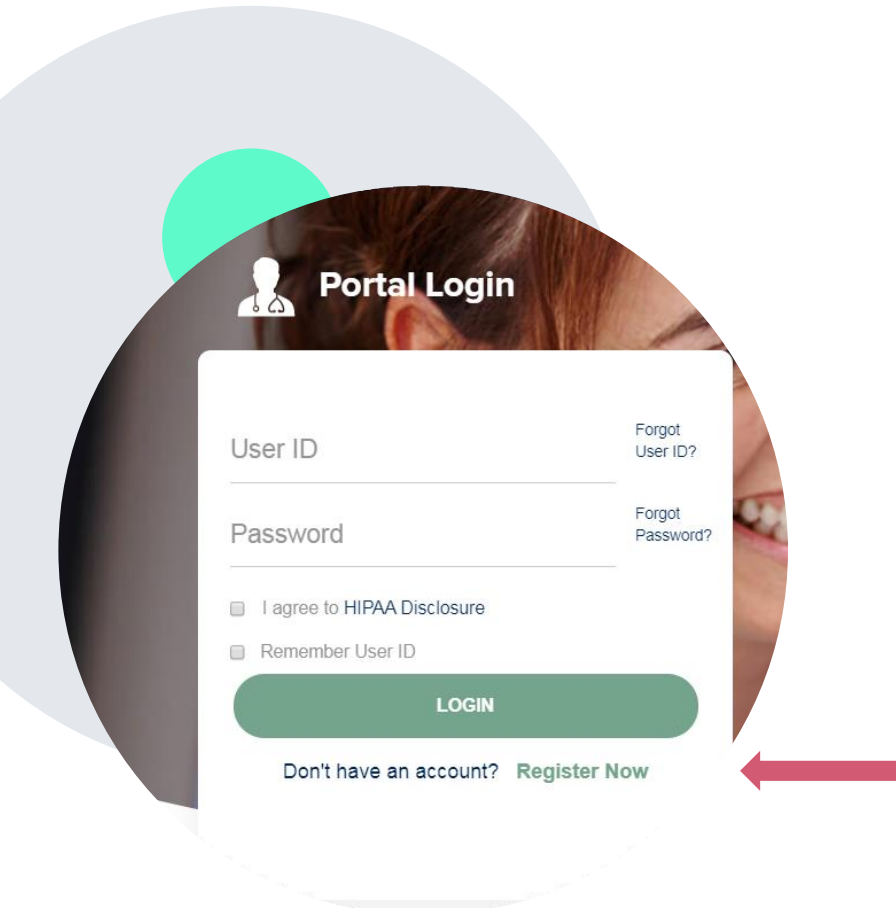 Portal Login
User ID
Forgot
User ID?
Password
Forgot
Password?
I agree to HIPAA Disclosure
Remember User ID
LOGIN
Don't have an account? Register Now